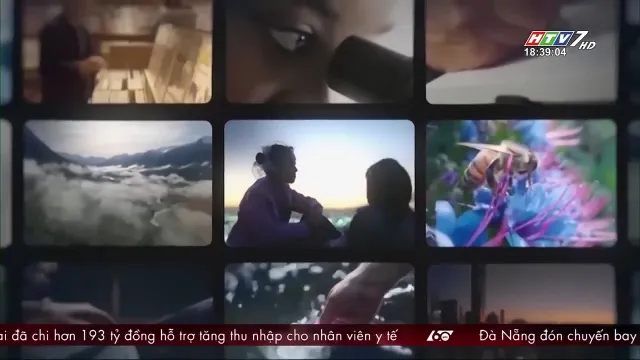 HTV7 HD
18:39:04
ai đã chi hơn 193 tỷ đồng hỗ trợ tăng thu nhập cho nhân viên y tế 60 Đà Nẵng đón chuyến bay